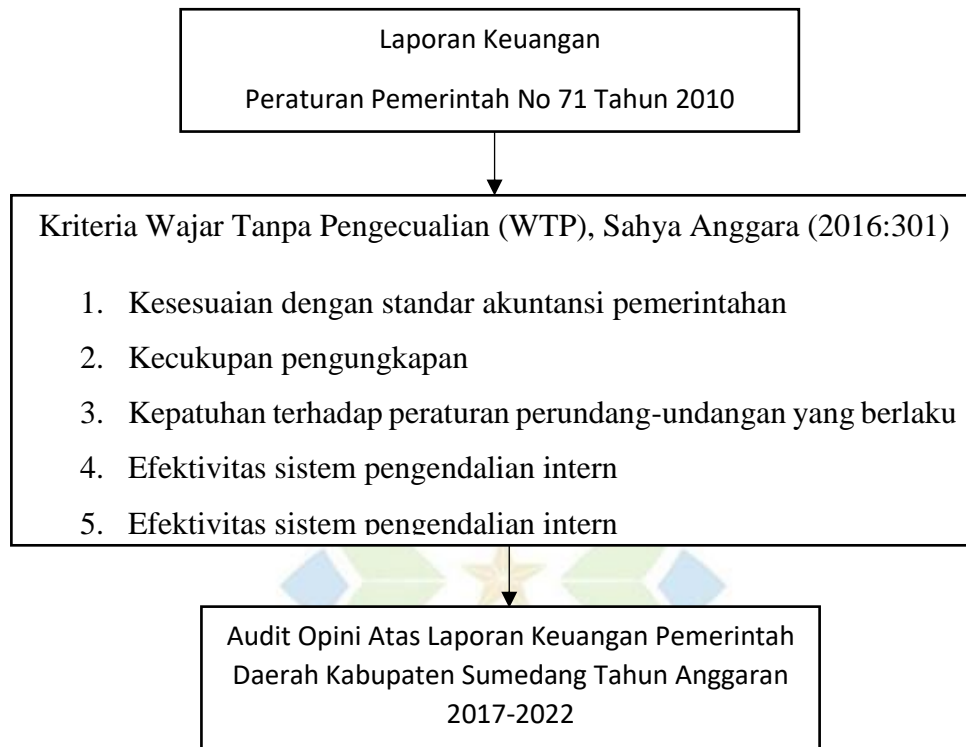 Laporan Keuangan
Peraturan Pemerintah No 71 Tahun 2010
Kriteria Wajar Tanpa Pengecualian (WTP), Sahya Anggara (2016:301)
1. Kesesuaian dengan standar akuntansi pemerintahan
2. Kecukupan pengungkapan
3. Kepatuhan terhadap peraturan perundang-undangan yang berlaku
4. Efektivitas sistem pengendalian intern
5. Efektivitas sistem pengendalian intern
Audit Opini Atas Laporan Keuangan Pemerintah
Daerah Kabupaten Sumedang Tahun Anggaran
2017-2022